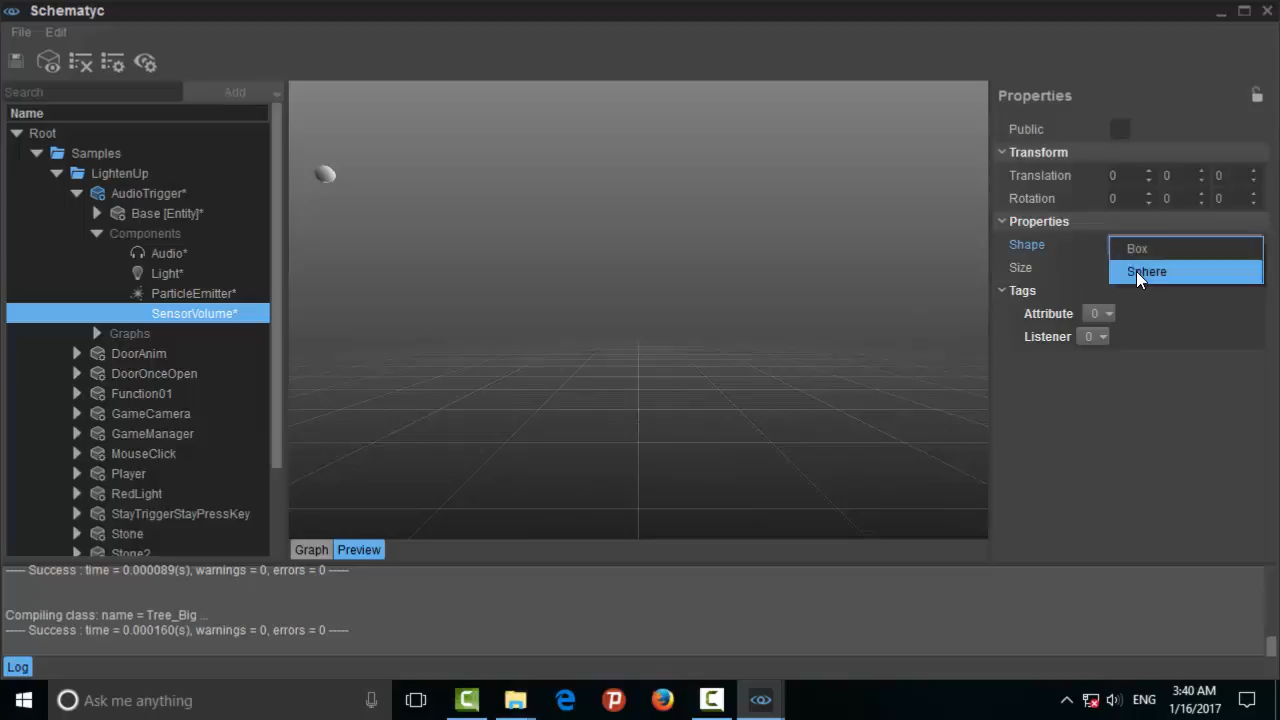 Schematyc
File Edit
Search Add
Name
Root
Samples
LightenUp
AudioTrigger*
Base [Entity]*
Components
Audio*
Light*
ParticleEmitter*
SensorVolume*
Graphs
DoorAnim
DoorOnceOpen
Function01
GameCamera
GameManager
MouseClick
Player
RedLight
StayTriggerStayPressKey
Stone
Stone2
Graph Preview
Properties
Public
Transform
Translation 0 0 0
Rotation 0 0 0
Properties
Shape Box
Sphere
Size
Tags
Attribute 0
Listener 0
----- Success : time = 0.000089(s), warnings = 0, errors = 0 -----
Compiling class: name = Tree_Big ...
----- Success : time = 0.000160(s), warnings = 0, errors = 0 -----
Log
Ask me anything
ENG
3:40 AM
1/16/2017